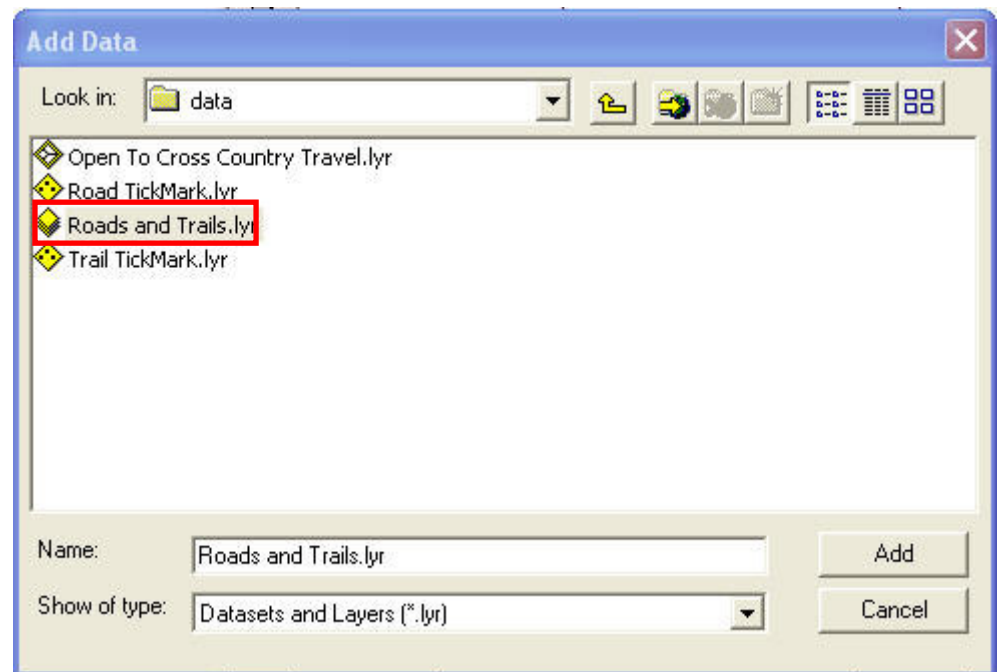 Add Data
Look in: data
Open To Cross Country Travel.lyr
Road TickMark.lyr
Roads and Trails.lyr
Trail TickMark.lyr
Name: Roads and Trails.lyr Add
Show of type: Datasets and Layers (*.lyr) Cancel